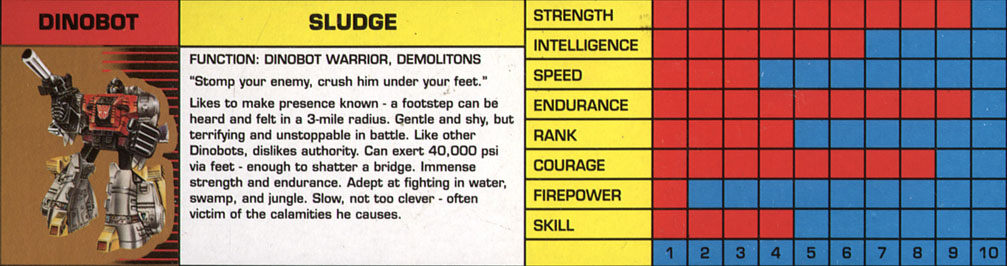 DINOBOT
SLUDGE
FUNCTION: DINOBOT WARRIOR, DEMOLITONS
"Stomp your enemy, crush him under your feet."
Likes to make presence known - a footstep can be
heard and felt in a 3-mile radius. Gentle and shy, but
terrifying and unstoppable in battle. Like other
Dinobots, dislikes authority. Can exert 40,000 psi
via feet - enough to shatter a bridge. Immense
strength and endurance. Adept at fighting in water,
swamp, and jungle. Slow, not too clever - often
victim of the calamities he causes.
STRENGTH
INTELLIGENCE
SPEED
ENDURANCE
RANK
COURAGE
FIREPOWER
SKILL
1 2 3 4 5 6 7 8 9 10